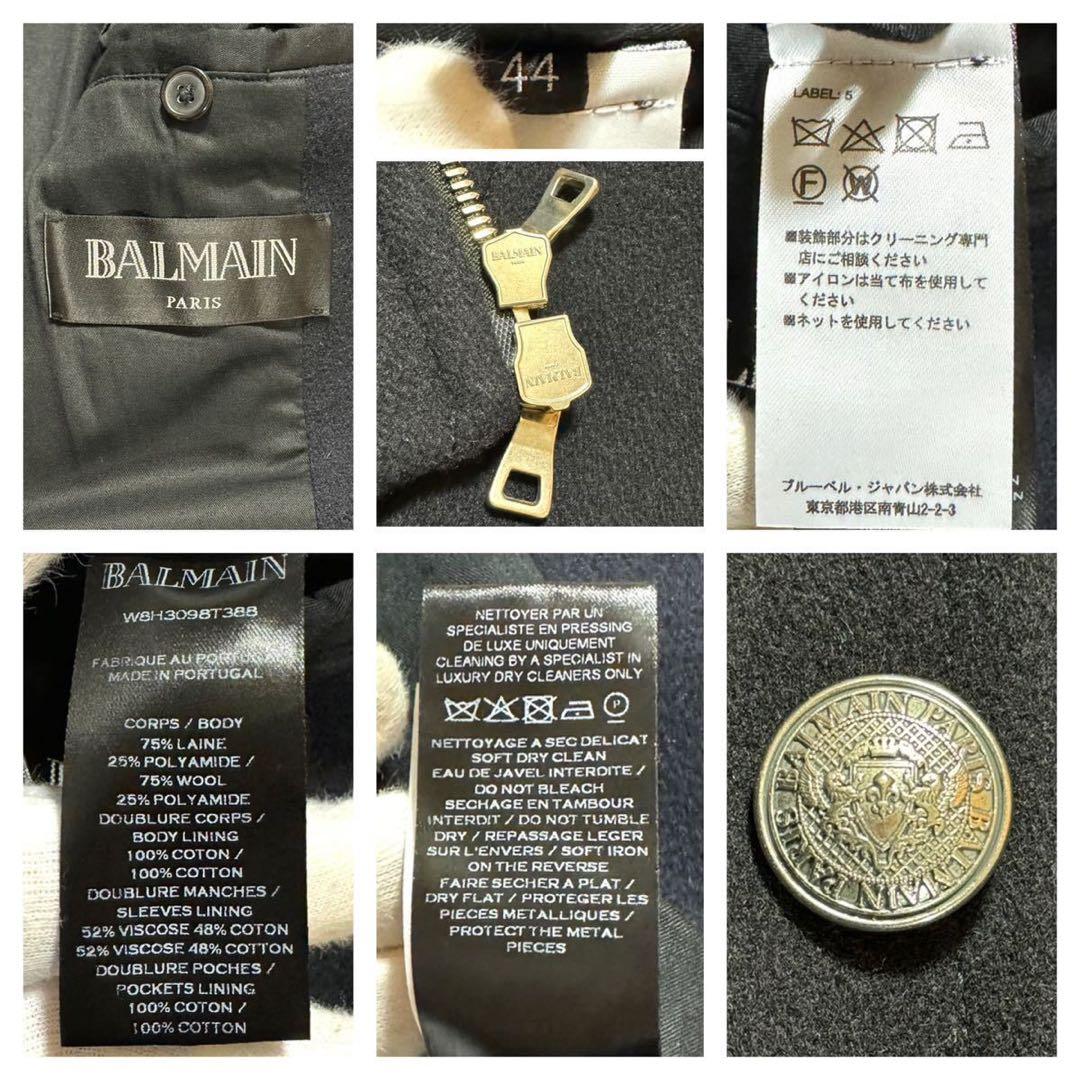 BALMAIN
PARIS
44
BALMAIN
PARIS
BALMAIN
LABEL: 5
F
W
※装飾部分はクリーニング専門
店にご相談ください
※アイロンは当て布を使用して
ください
※ネットを使用してください
ブルーベル・ジャパン株式会社
東京都港区南青山2-2-3
BALMAIN
W8H3098T388
FABRIQUE AU PORTUGAL
MADE IN PORTUGAL
CORPS / BODY
75% LAINE
25% POLYAMIDE /
75% WOOL
25% POLYAMIDE
DOUBLURE CORPS /
BODY LINING
100% COTON /
100% COTTON
DOUBLURE MANCHES /
SLEEVES LINING
52% VISCOSE 48% COTON
52% VISCOSE 48% COTTON
DOUBLURE POCHES /
POCKETS LINING
100% COTON /
100% COTTON
NETTOYER PAR UN
SPECIALISTE EN PRESSING
DE LUXE UNIQUEMENT
CLEANING BY A SPECIALIST IN
LUXURY DRY CLEANERS ONLY
P
NETTOYAGE A SEC DELICAT
SOFT DRY CLEAN
EAU DE JAVEL INTERDITE /
DO NOT BLEACH
SECHAGE EN TAMBOUR
INTERDIT / DO NOT TUMBLE
DRY / REPASSAGE LEGER
SUR L'ENVERS / SOFT IRON
ON THE REVERSE
FAIRE SECHER A PLAT /
DRY FLAT / PROTEGER LES
PIECES METALLIQUES /
PROTECT THE METAL
PIECES
BALMAIN PARIS BALMAIN PARIS